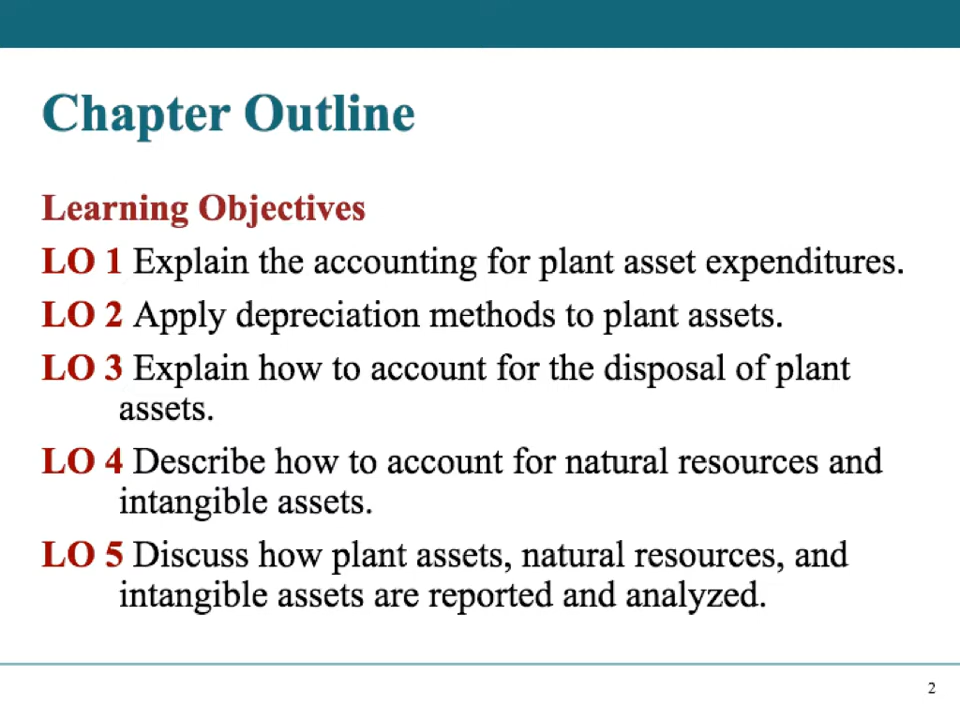 Chapter Outline
Learning Objectives
LO 1 Explain the accounting for plant asset expenditures.
LO 2 Apply depreciation methods to plant assets.
LO 3 Explain how to account for the disposal of plant
assets.
LO 4 Describe how to account for natural resources and
intangible assets.
LO 5 Discuss how plant assets, natural resources, and
intangible assets are reported and analyzed.
2